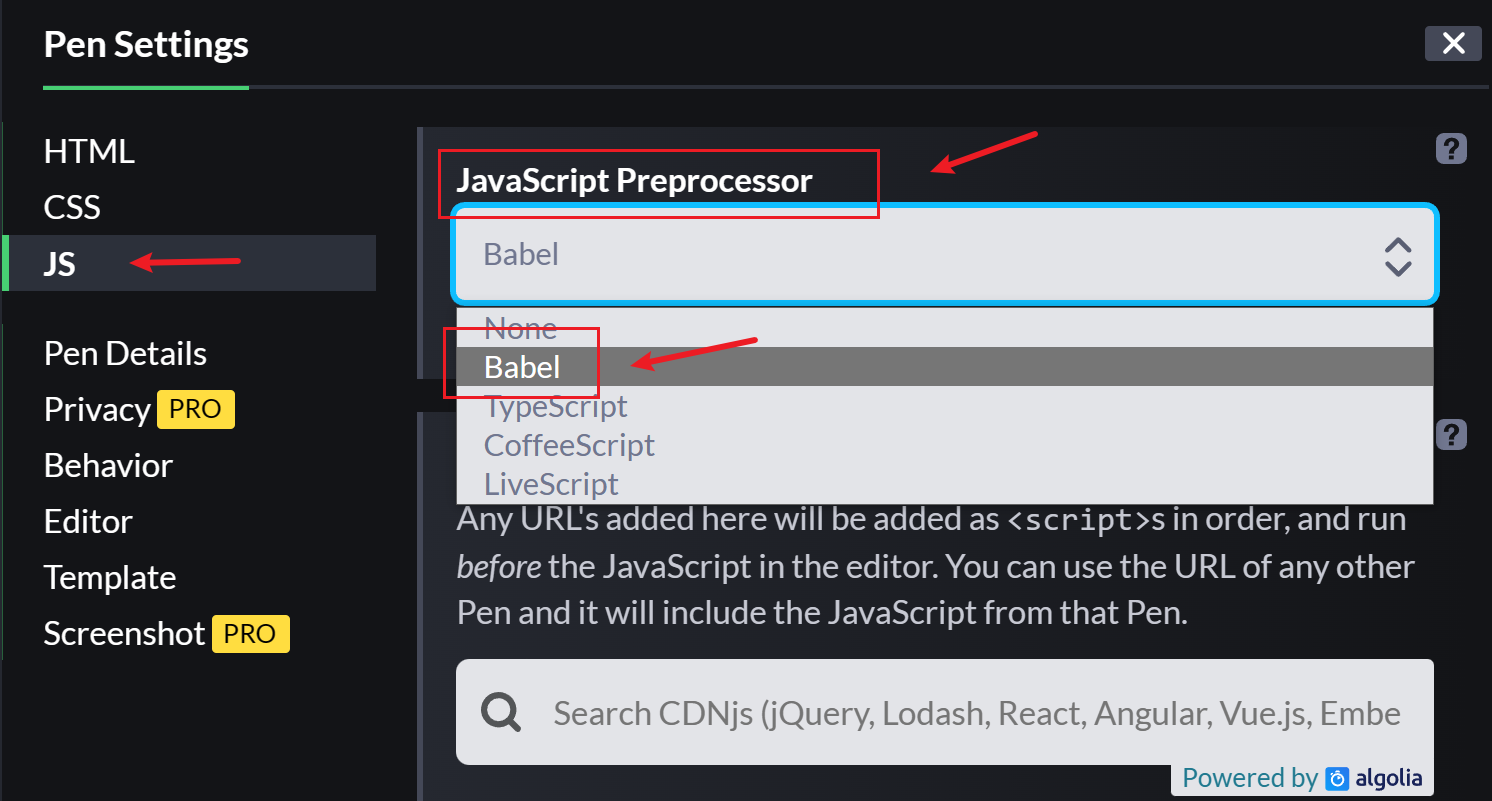 Pen Settings
HTML
CSS
JS
Pen Details
Privacy PRO
Behavior
Editor
Template
Screenshot PRO
JavaScript Preprocessor
?
Babel
None
Babel
TypeScript
CoffeeScript
LiveScript
?
Any URL's added here will be added as <script>s in order, and run
before the JavaScript in the editor. You can use the URL of any other
Pen and it will include the JavaScript from that Pen.
Search CDNjs (jQuery, Lodash, React, Angular, Vue.js, Embe
Powered by algolia